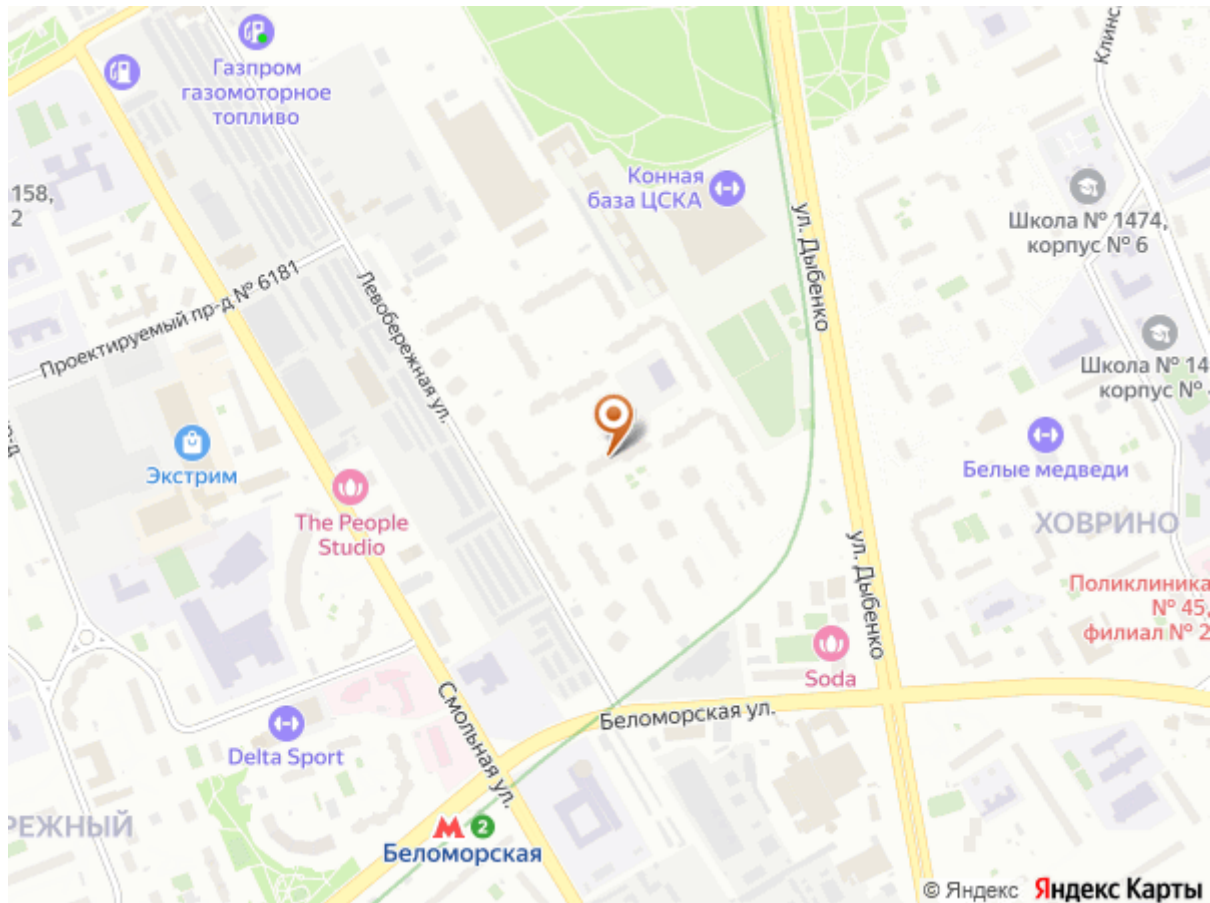 Газпром
газомоторное
топливо
Клинс
158,
2
Конная
база ЦСКА
Школа № 1474,
корпус № 6
ул. Дыбенко
Проектируемый пр-д № 6181
Левобережная ул.
Школа № 14
корпус №
Экстрим
Белые медведи
The People
Studio
ХОВРИНО
ул. Дыбенко
Поликлиника
№ 45,
филиал № 2
Soda
Смольная ул.
Беломорская ул.
Delta Sport
РЕЖНЫЙ
М 2
Беломорская
© Яндекс Яндекс Карты